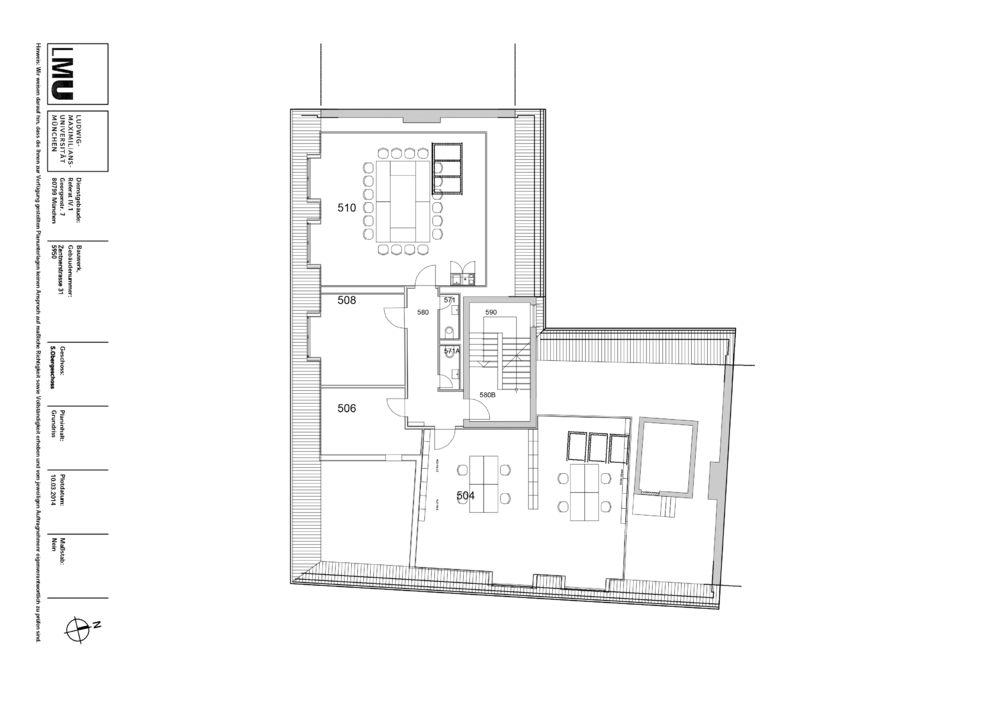 LMU
LUDWIG-
MAXIMILIANS-
UNIVERSITÄT
MÜNCHEN
Dienstgebäude:
Referat IV.1
Georgenstr. 7
80799 München
Bauwerk,
Gebäudenummer:
Zentnerstrasse 31
5950
Geschoss:
5.Obergeschoss
Planinhalt:
Grundriss
Plotdatum:
10.03.2014
Maßstab:
Nein
N
Hinweis: Wir weisen darauf hin, dass die Ihnen zur Verfügung gestellten Planunterlagen keinen Anspruch auf maßliche Richtigkeit sowie Vollständigkeit erheben und vom jeweiligen Auftragnehmer eigenverantwortlich zu prüfen sind.
510
508
580
571
590
571A
506
580B
504